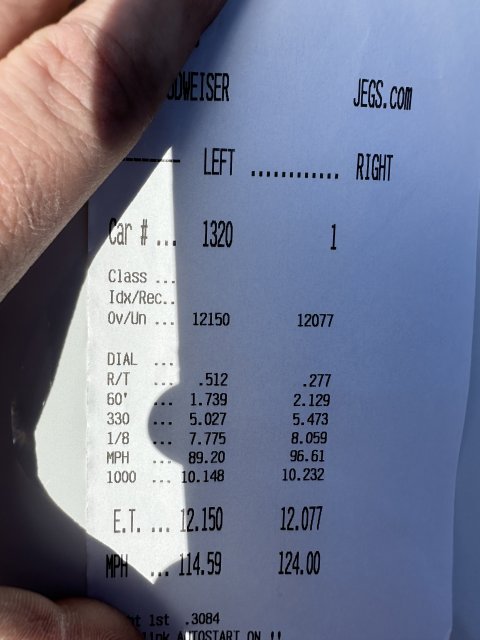 JEGS.com
LEFT ............ RIGHT
Car # ... 1320 1
Class ...
Idx/Rec..
Ov/Un ... 12150 12077
DIAL ...
R/T ... .512 .277
60' ... 1.739 2.129
330 ... 5.027 5.473
1/8 ... 7.775 8.059
MPH ... 89.20 96.61
1000 ... 10.148 10.232
E.T. ... 12.150 12.077
MPH ... 114.59 124.00
1st .3084
AUTOSTART ON !!